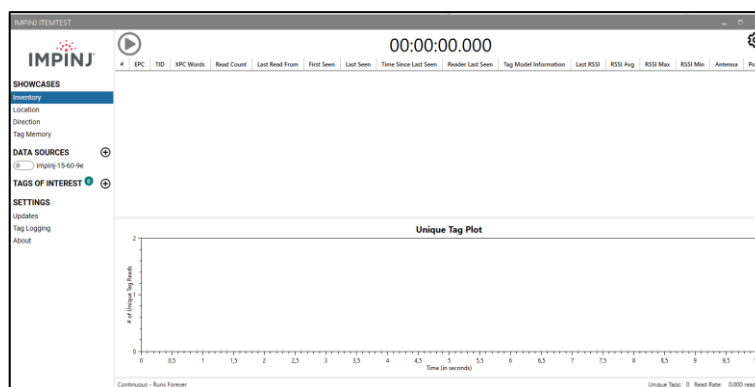 IMPINJ ITEMTEST
IMPINJ
00:00:00.000
# EPC TID XPC Words Read Count Last Read From First Seen Last Seen Time Since Last Seen Reader Last Seen Tag Model Information Last RSSI RSSI Avg RSSI Max RSSI Min Antenna Po
SHOWCASES
Inventory
Location
Direction
Tag Memory
DATA SOURCES
impinj-15-60-9e
TAGS OF INTEREST 0
SETTINGS
Updates
Tag Logging
About
Unique Tag Plot
# of Unique Tag Reads
2
1
0
0 0,5 1 1,5 2 2,5 3 3,5 4 4,5 5 5,5 6 6,5 7 7,5 8 8,5 9 9,5
Time (in seconds)
Continuous - Runs Forever
Unique Tags: 0 Read Rate: 0.000 read